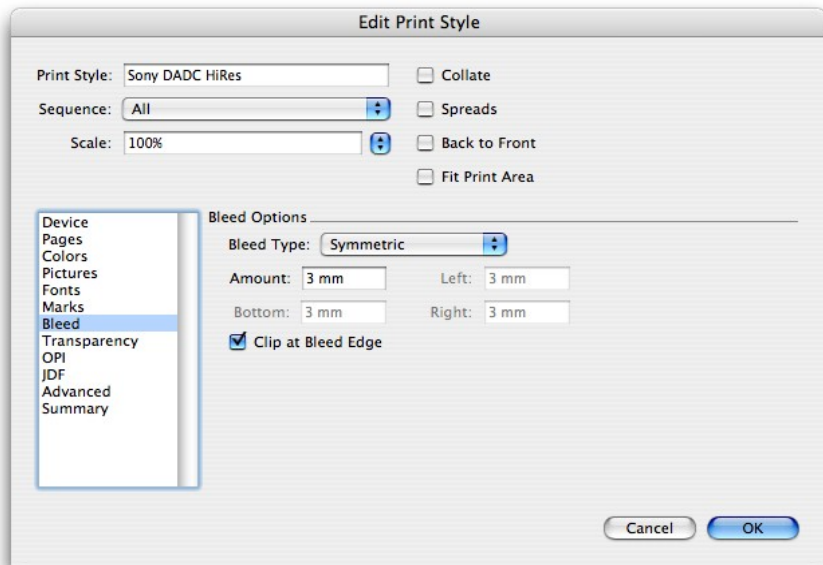 Edit Print Style
Print Style: Sony DADC HiRes
Collate
Sequence: All
Spreads
Scale: 100%
Back to Front
Fit Print Area
Device
Pages
Colors
Pictures
Fonts
Marks
Bleed
Transparency
OPI
JDF
Advanced
Summary
Bleed Options
Bleed Type: Symmetric
Amount: 3 mm Left: 3 mm
Bottom: 3 mm Right: 3 mm
Clip at Bleed Edge
Cancel OK